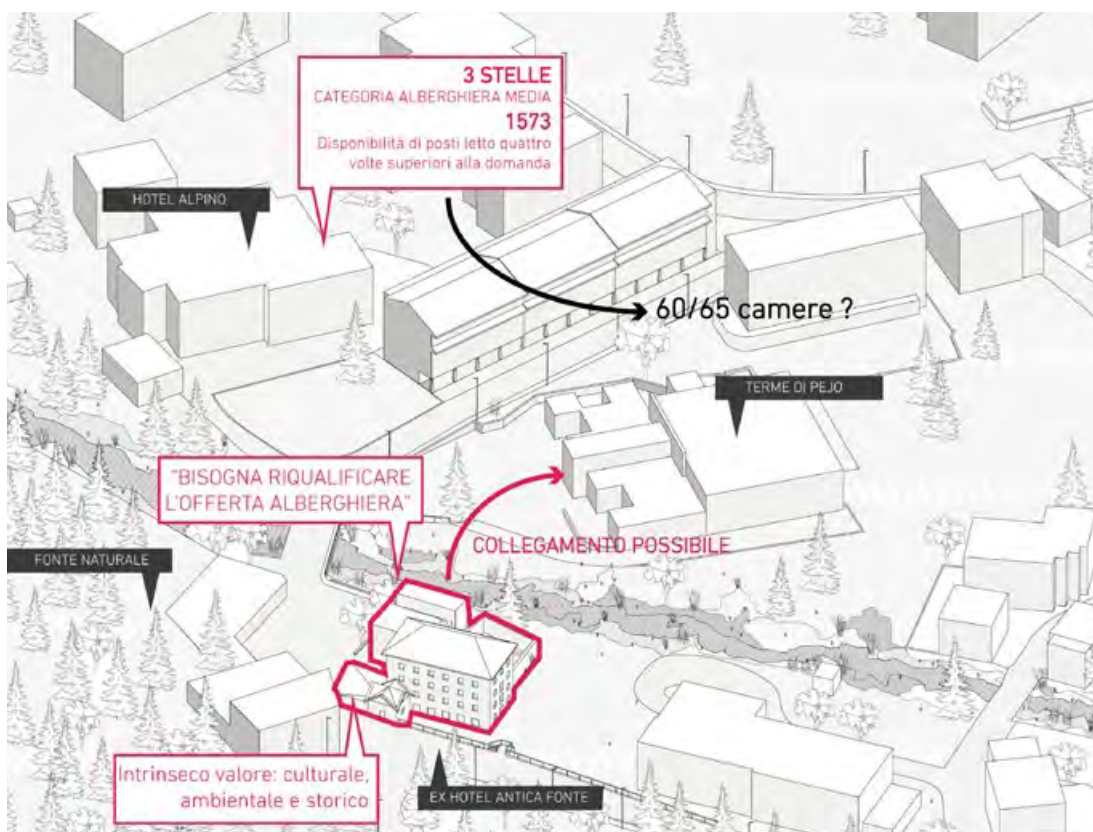 3 STELLE
CATEGORIA ALBERGHIERA MEDIA
1573
Disponibilità di posti letto quattro
volte superiori alla domanda
HOTEL ALPINO
60/65 camere ?
TERME DI PEJO
"BISOGNA RIQUALIFICARE
L'OFFERTA ALBERGHIERA"
COLLEGAMENTO POSSIBILE
FONTE NATURALE
Intrinseco valore: culturale,
ambientale e storico
EX HOTEL ANTICA FONTE